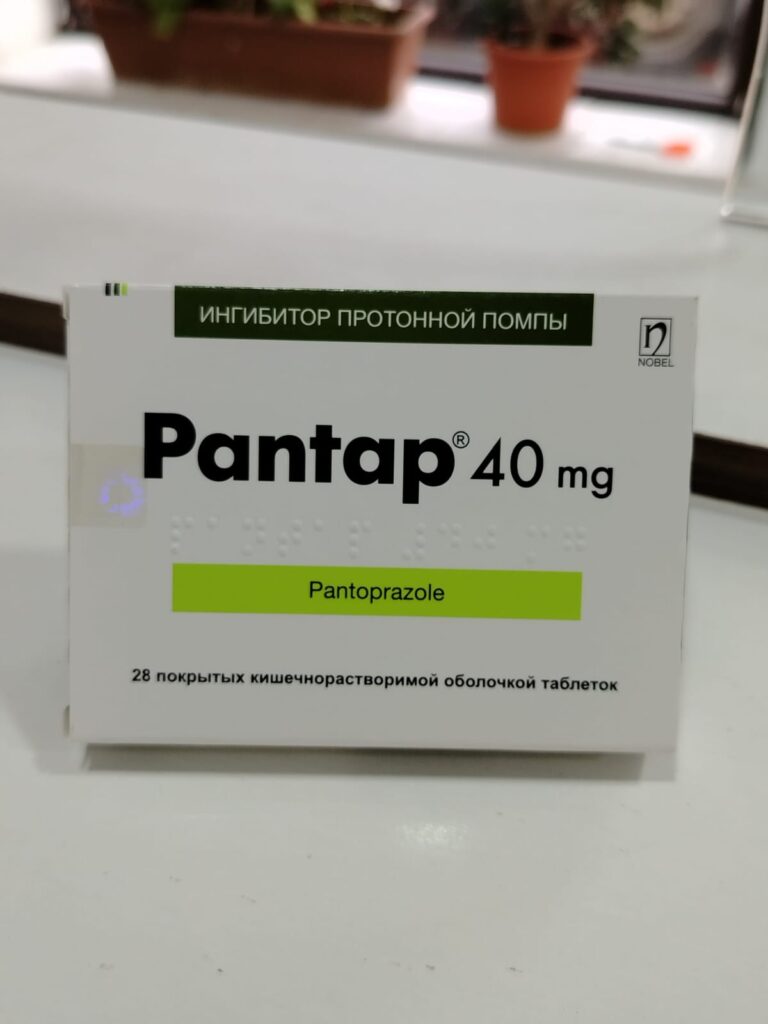 ИНГИБИТОР ПРОТОННОЙ ПОМПЫ
NOBEL
Pantap® 40 mg
Pantoprazole
28 покрытых кишечнорастворимой оболочкой таблеток